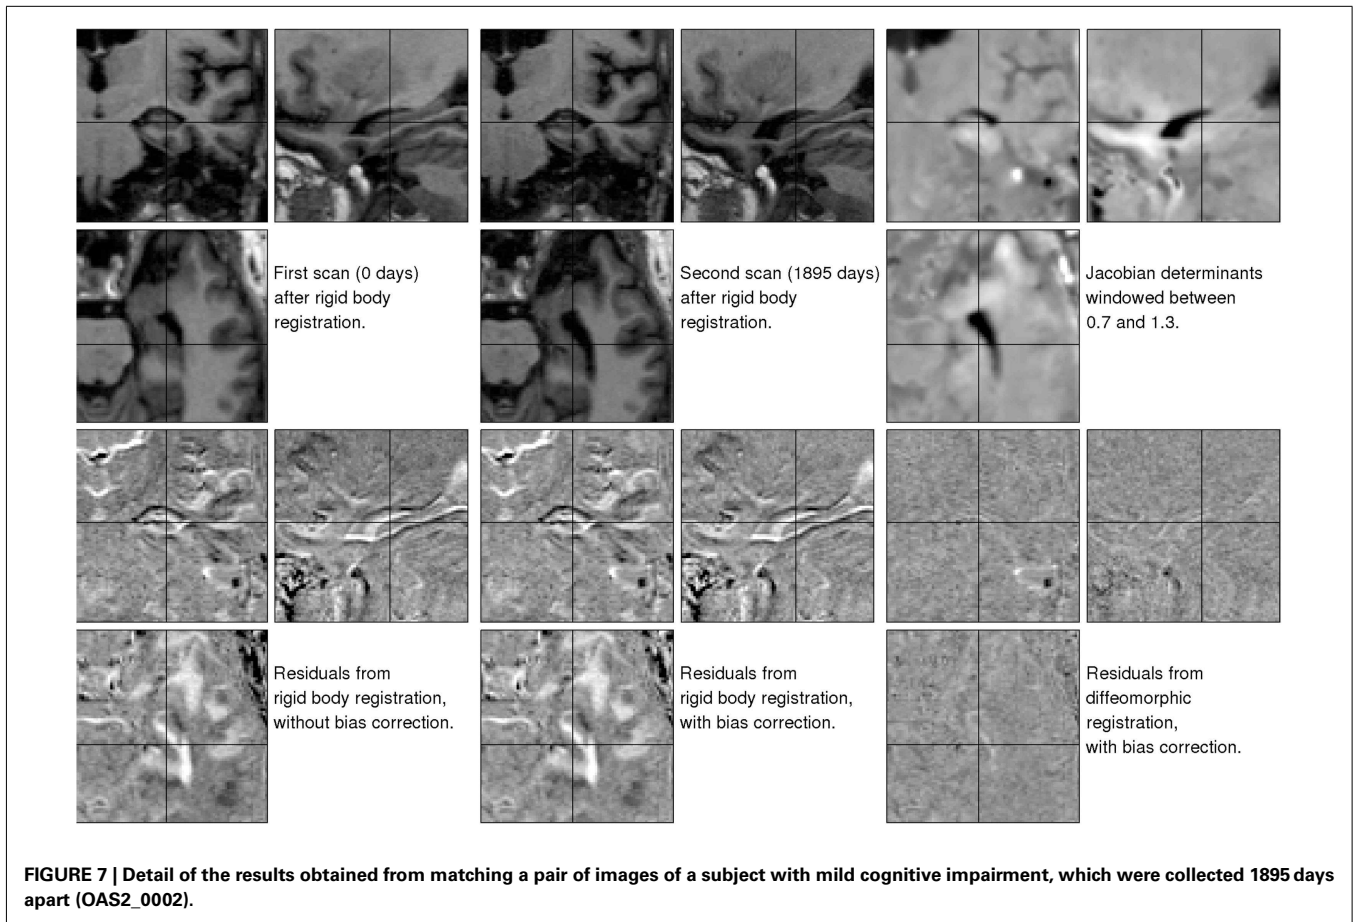 First scan (0 days)
after rigid body
registration.
Second scan (1895 days)
after rigid body
registration.
Jacobian determinants
windowed between
0.7 and 1.3.
Residuals from
rigid body registration,
without bias correction.
Residuals from
rigid body registration,
with bias correction.
Residuals from
diffeomorphic
registration,
with bias correction.
FIGURE 7 | Detail of the results obtained from matching a pair of images of a subject with mild cognitive impairment, which were collected 1895 days
apart (OAS2_0002).